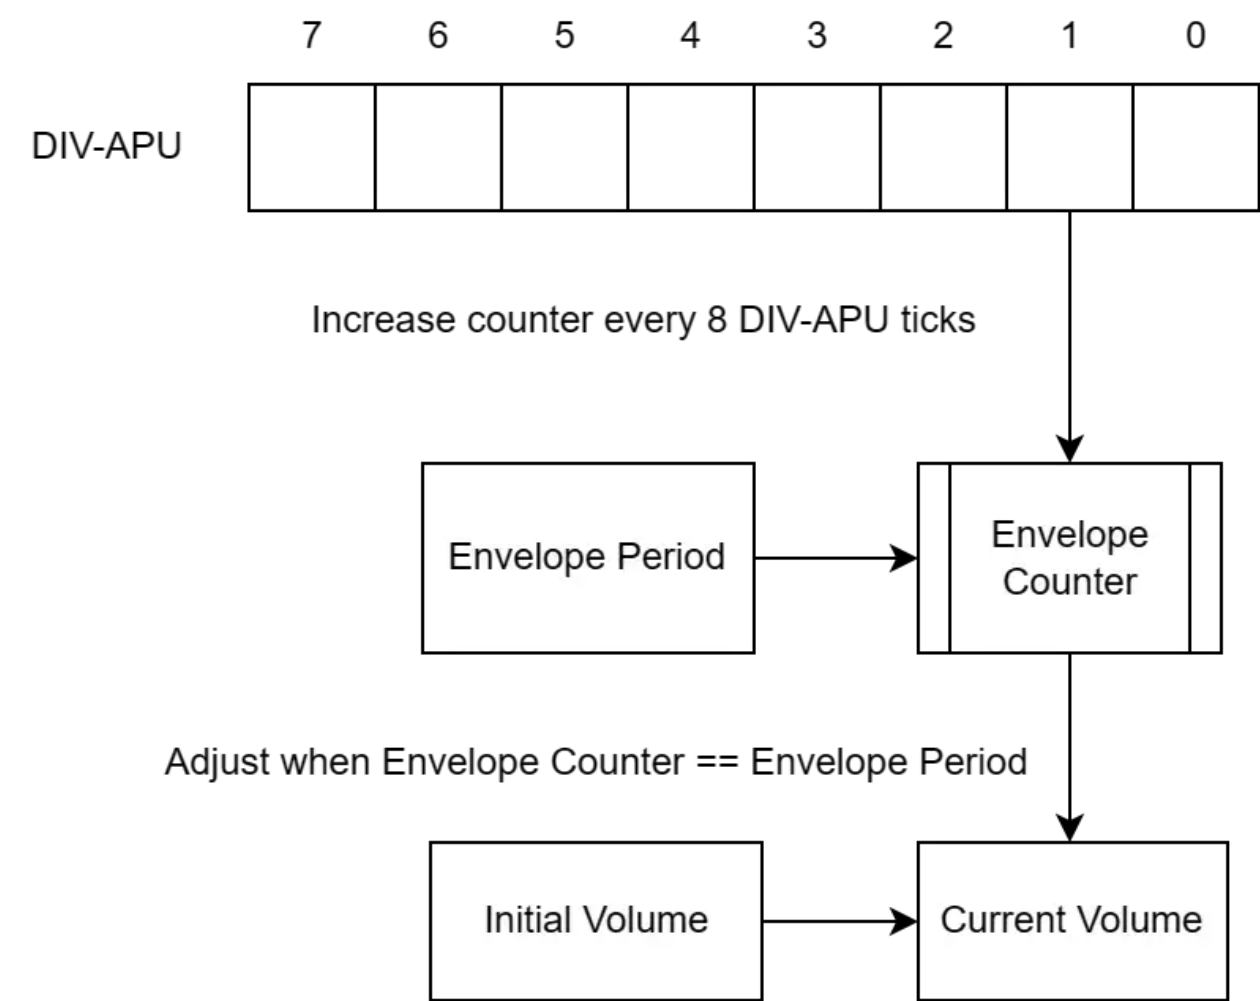 7 6 5 4 3 2 1 0
DIV-APU
Increase counter every 8 DIV-APU ticks
Envelope Period
Envelope
Counter
Adjust when Envelope Counter == Envelope Period
Initial Volume
Current Volume